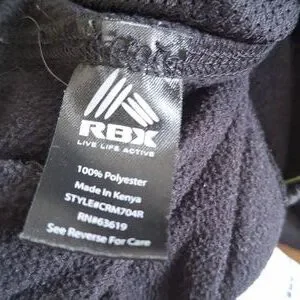 RBX
LIVE LIFE ACTIVE
100% Polyester
Made in Kenya
STYLE#CRM704R
RN#63619
See Reverse For Care